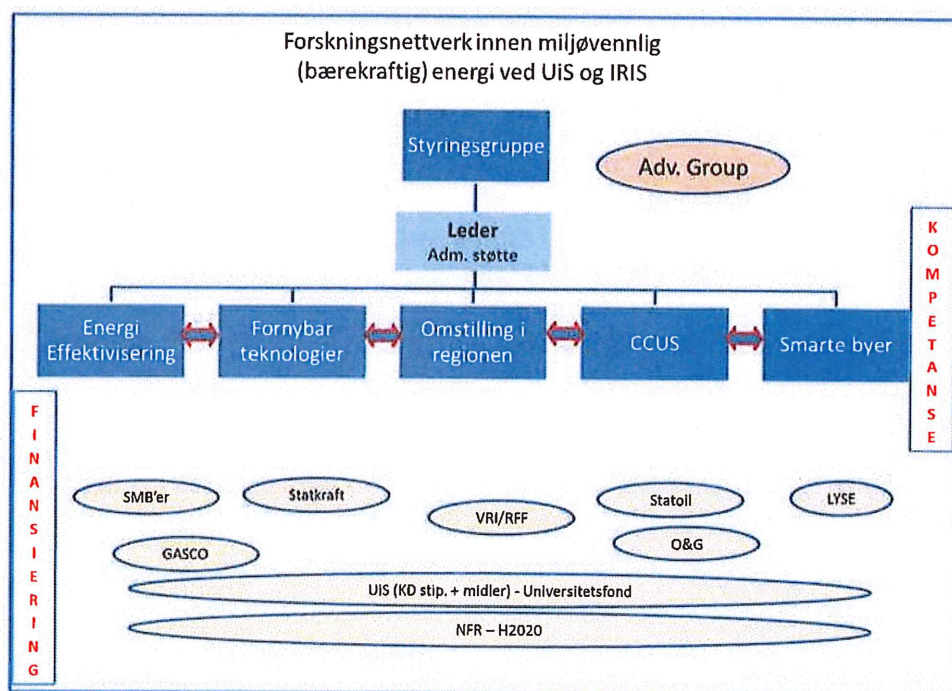 Forskningsnettverk innen miljøvennlig
(bærekraftig) energi ved UiS og IRIS
Styringsgruppe
Adv. Group
Leder
Adm. støtte
KOMPETANSE
Energi
Effektivisering
Fornybar
teknologier
Omstilling i
regionen
CCUS
Smarte byer
FINANSIERING
SMB'er
Statkraft
VRI/RFF
Statoil
LYSE
GASCO
O&G
UiS (KD stip. + midler) - Universitetsfond
NFR – H2020